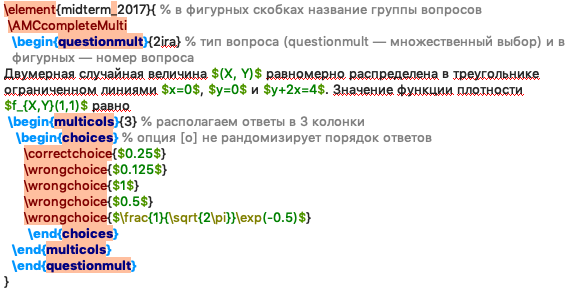 \element{midterm_2017}{ % в фигурных скобках название группы вопросов
\AMCcompleteMulti
\begin{questionmult}{2ira} % тип вопроса (questionmult — множественный выбор) и в
фигурных — номер вопроса
Двумерная случайная величина $(X, Y)$ равномерно распределена в треугольнике
ограниченном линиями $x=0$, $y=0$ и $y+2x=4$. Значение функции плотности
$f_{X,Y}(1,1)$ равно
\begin{multicols}{3} % располагаем ответы в 3 колонки
\begin{choices} % опция [o] не рандомизирует порядок ответов
\correctchoice{$0.25$}
\wrongchoice{$0.125$}
\wrongchoice{$1$}
\wrongchoice{$0.5$}
\wrongchoice{$\frac{1}{\sqrt{2\pi}}\exp(-0.5)$}
\end{choices}
\end{multicols}
\end{questionmult}
}